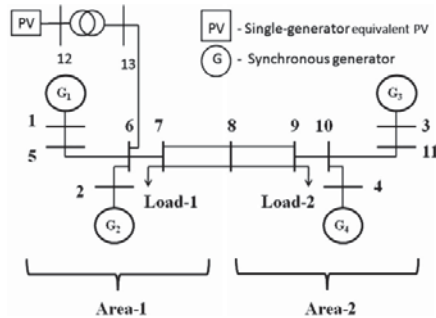 PV
PV - Single-generator equivalent PV
12
13
G - Synchronous generator
G1
G3
1
6
7
8
9
10
3
5
11
2
Load-1
Load-2
4
G2
G4
Area-1
Area-2